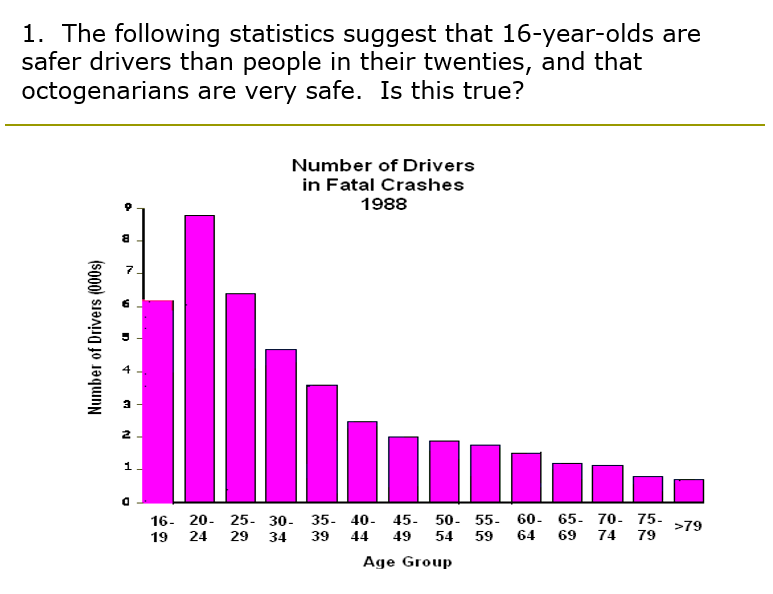 1. The following statistics suggest that 16-year-olds are
safer drivers than people in their twenties, and that
octogenarians are very safe. Is this true?
Number of Drivers
in Fatal Crashes
1988
Number of Drivers (000s)
9
8
7
6
5
4
3
2
1
0
16- 20- 25- 30- 35- 40- 45- 50- 55- 60- 65- 70- 75- >79
19 24 29 34 39 44 49 54 59 64 69 74 79
Age Group